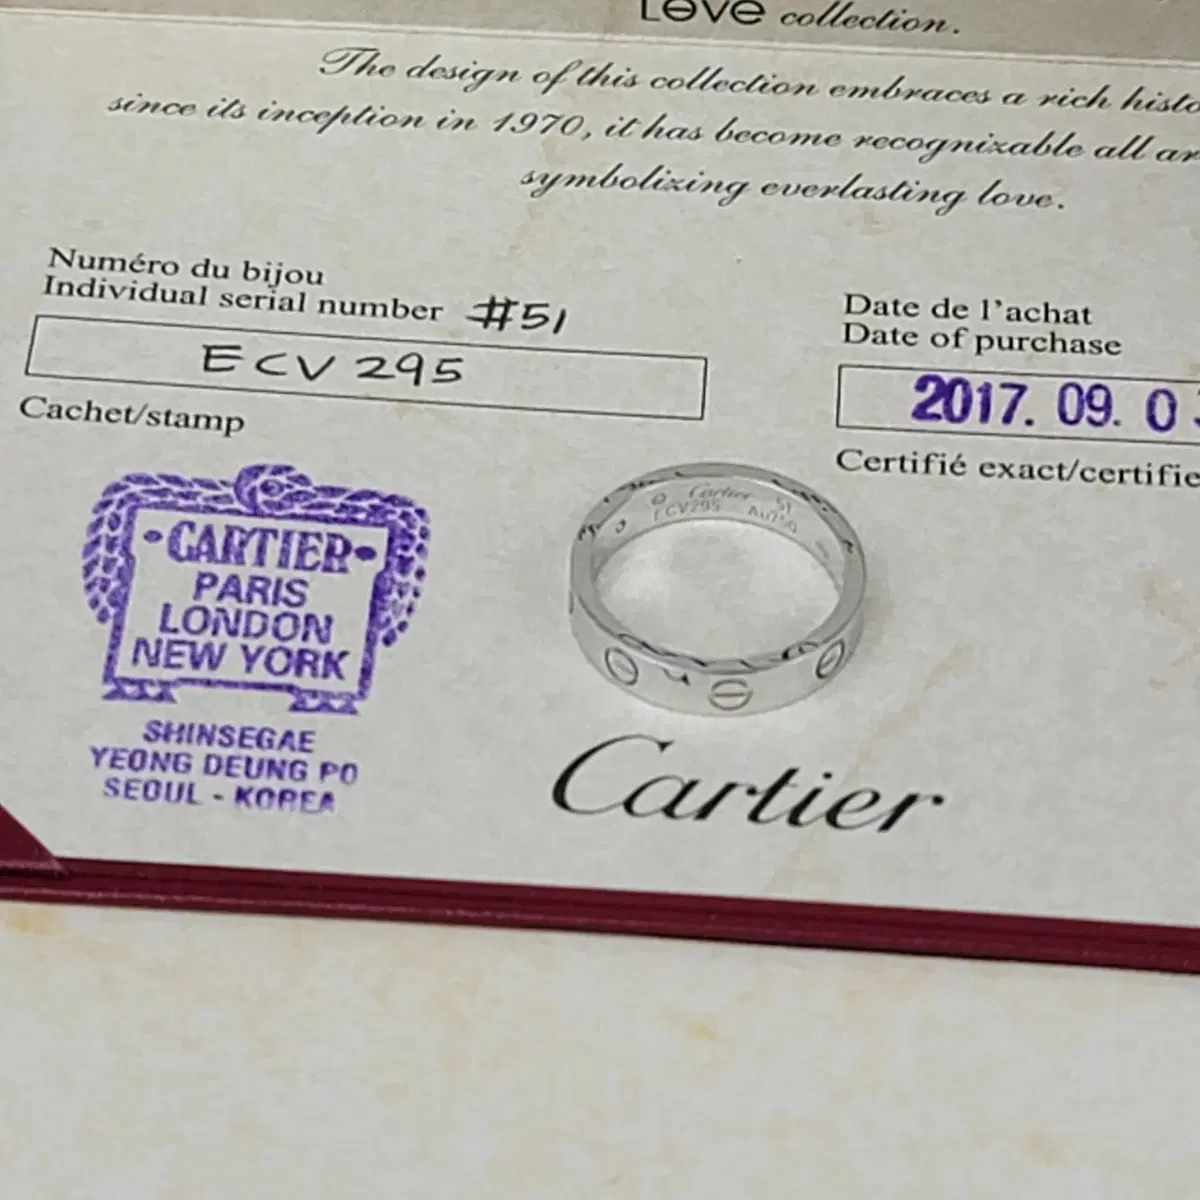 LOVE collection.
The design of this collection embraces a rich
since its inception in 1970, it has become recognizable all
symbolizing everlasting love.
Numéro du bijou
Individual serial number #51
ECV295
Cachet/stamp
Date de l'achat
Date of purchase
2017. 09. 0
Certifié exact/certifie
·CARTIER·
PARIS
LONDON
NEW YORK
SHINSEGAE
YEONG DEUNG PO
SEOUL - KOREA
Cartier 51
ECV295 Au750
Cartier